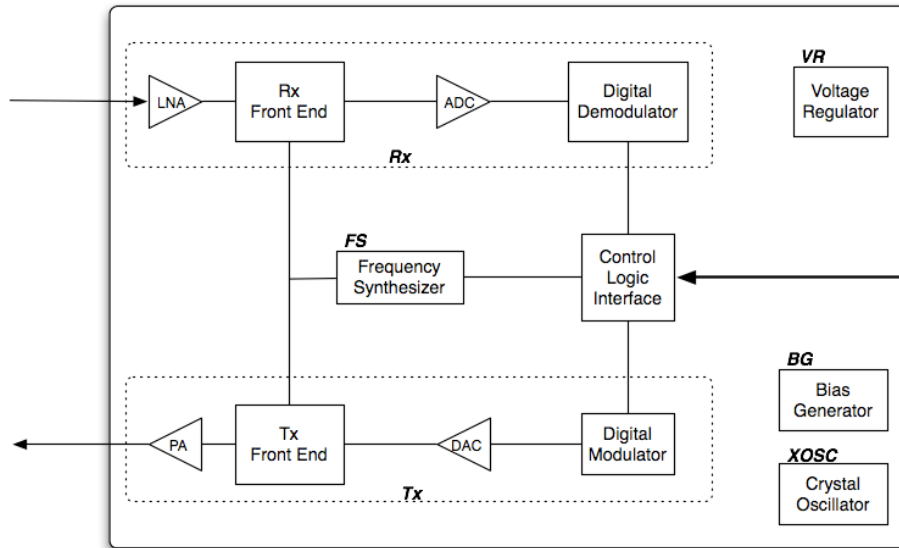 VR
LNA
Rx
Front End
ADC
Digital
Demodulator
Voltage
Regulator
Rx
FS
Frequency
Synthesizer
Control
Logic
Interface
BG
Bias
Generator
PA
Tx
Front End
DAC
Digital
Modulator
XOSC
Crystal
Oscillator
Tx